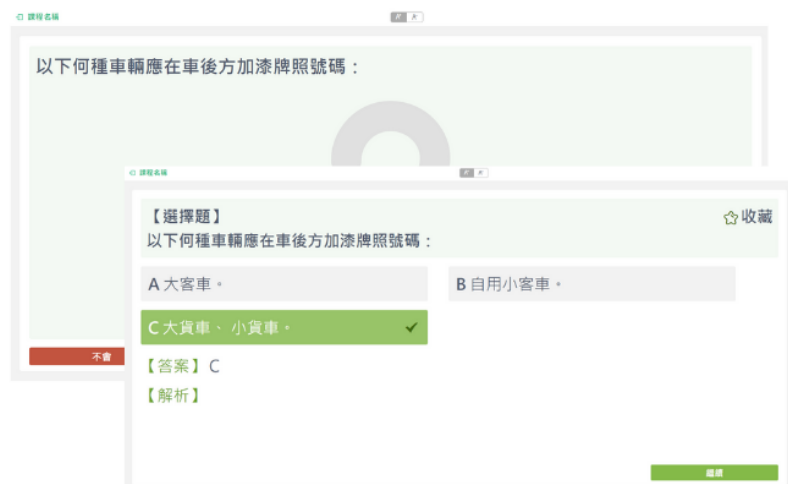 課程名稱
以下何種車輛應在車後方加漆牌照號碼：
不會
課程名稱
【選擇題】
收藏
以下何種車輛應在車後方加漆牌照號碼：
A 大客車。
B 自用小客車。
C 大貨車、小貨車。
【答案】C
【解析】
繼續